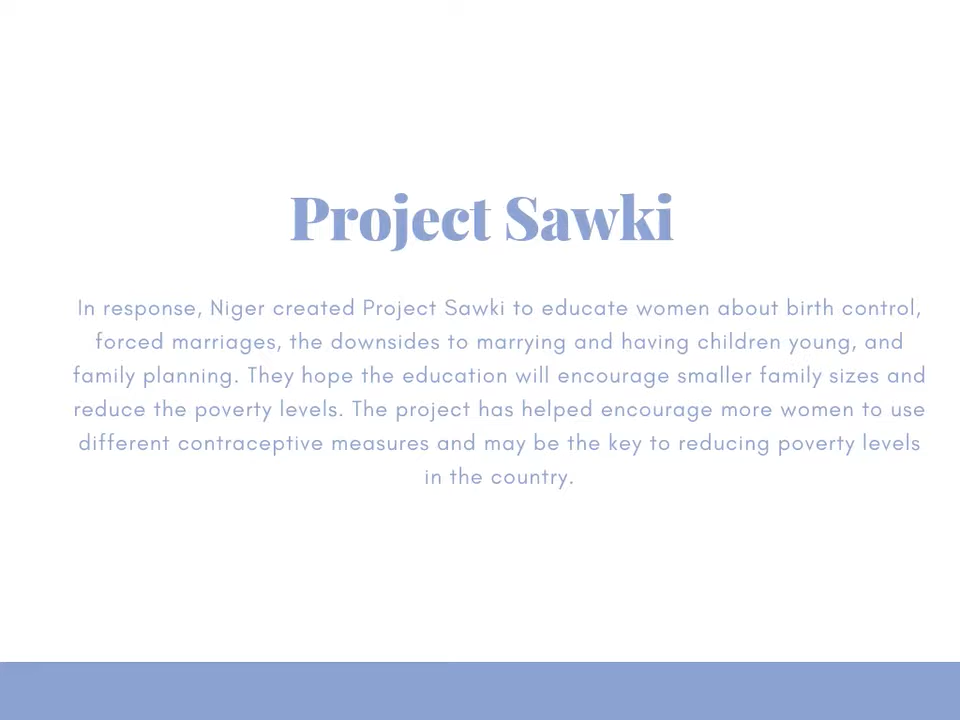 Project Sawki
In response, Niger created Project Sawki to educate women about birth control,
forced marriages, the downsides to marrying and having children young, and
family planning. They hope the education will encourage smaller family sizes and
reduce the poverty levels. The project has helped encourage more women to use
different contraceptive measures and may be the key to reducing poverty levels
in the country.